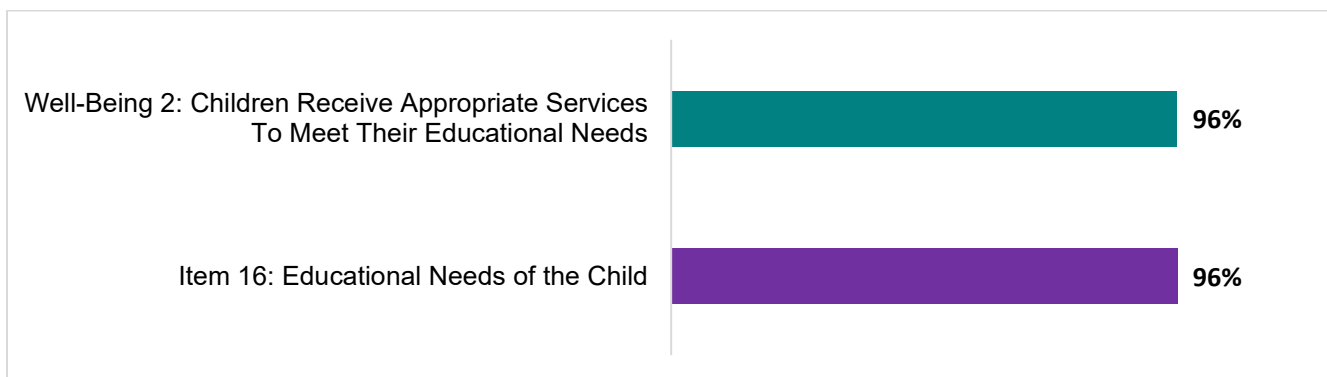 Well-Being 2: Children Receive Appropriate Services
To Meet Their Educational Needs
96%
Item 16: Educational Needs of the Child
96%